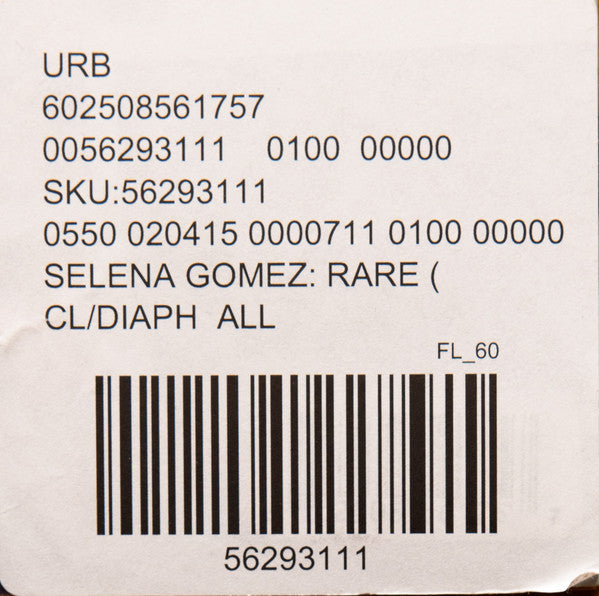 URB
602508561757
0056293111 0100 00000
SKU:56293111
0550 020415 0000711 0100 00000
SELENA GOMEZ: RARE (
CL/DIAPH ALL
FL_60
56293111